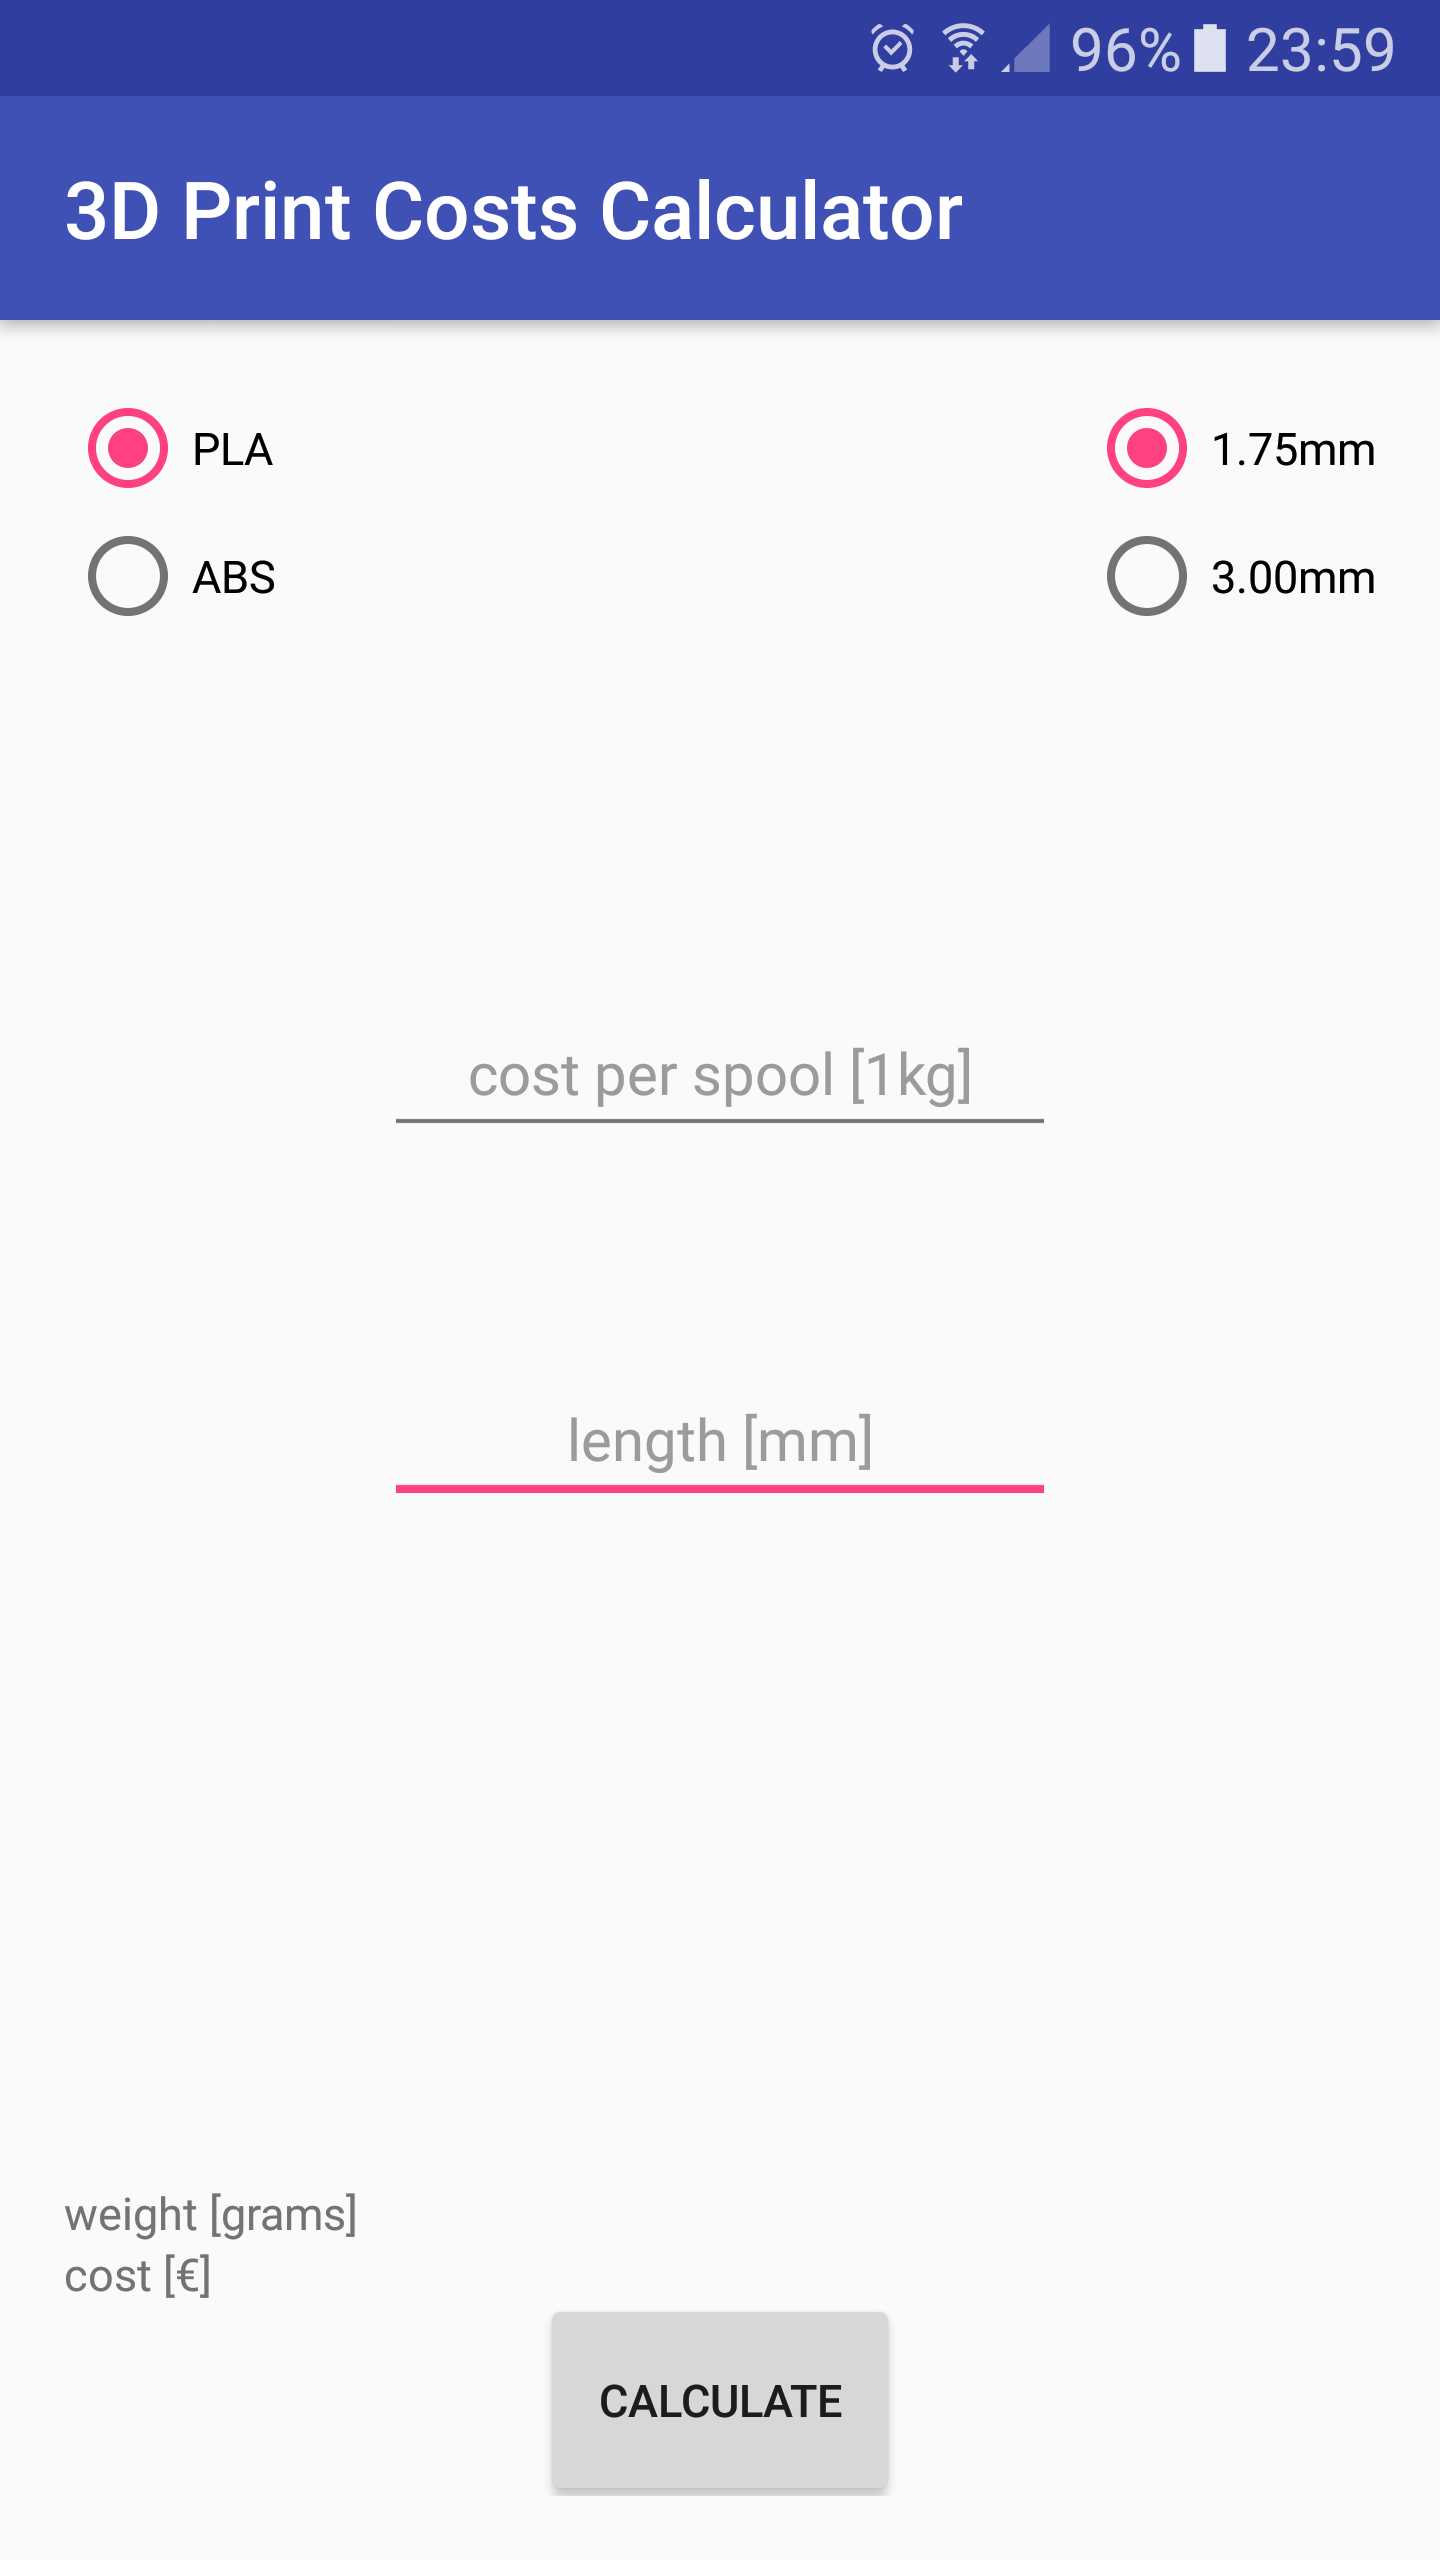 96% 23:59
3D Print Costs Calculator
PLA 1.75mm
ABS 3.00mm
cost per spool [1kg]
length [mm]
weight [grams]
cost [€]
CALCULATE